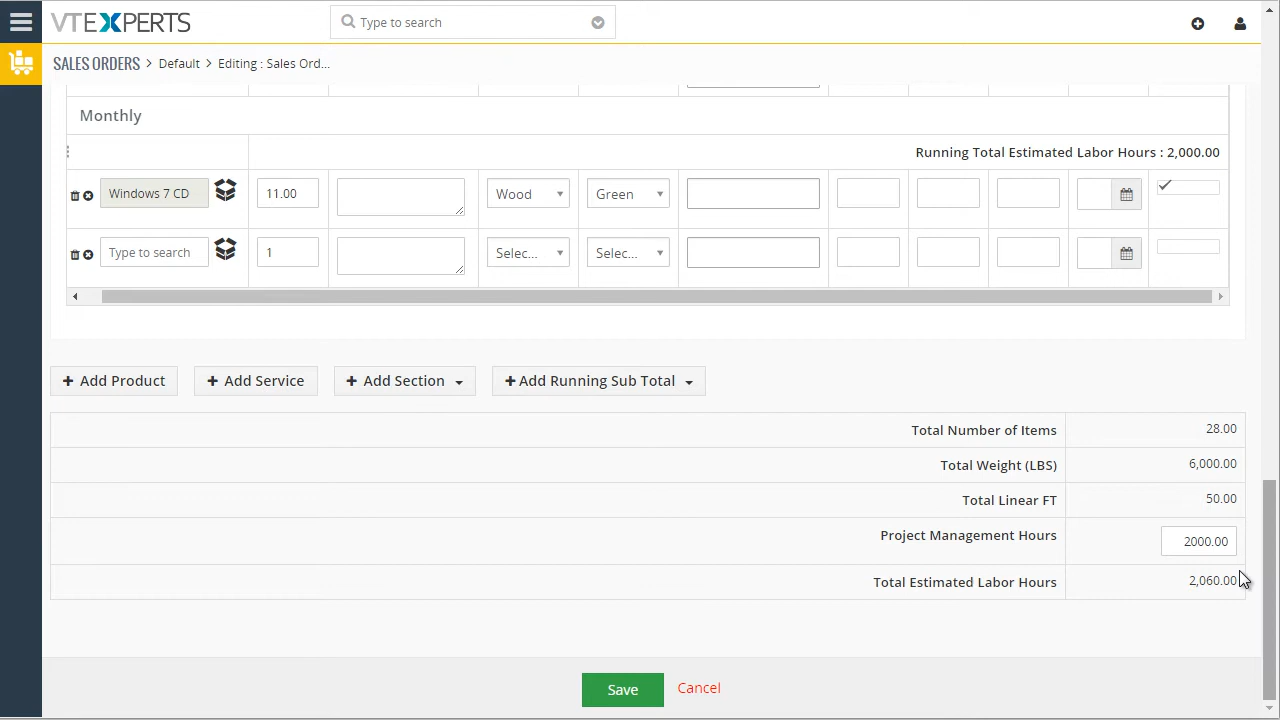 VTEXPERTS
Type to search
SALES ORDERS > Default > Editing : Sales Ord...
Monthly
Running Total Estimated Labor Hours : 2,000.00
Windows 7 CD 11.00 Wood Green
Type to search 1 Selec... Selec...
+ Add Product + Add Service + Add Section + Add Running Sub Total
Total Number of Items 28.00
Total Weight (LBS) 6,000.00
Total Linear FT 50.00
Project Management Hours 2000.00
Total Estimated Labor Hours 2,060.00
Save Cancel